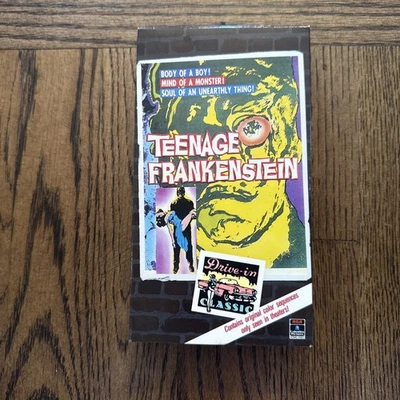 BODY OF A BOY!
MIND OF A MONSTER!
SOUL OF AN UNEARTHLY THING!
TEENAGE
FRANKENSTEIN
Drive-in
CLASSIC
Contains original color sequences
only seen in theaters!